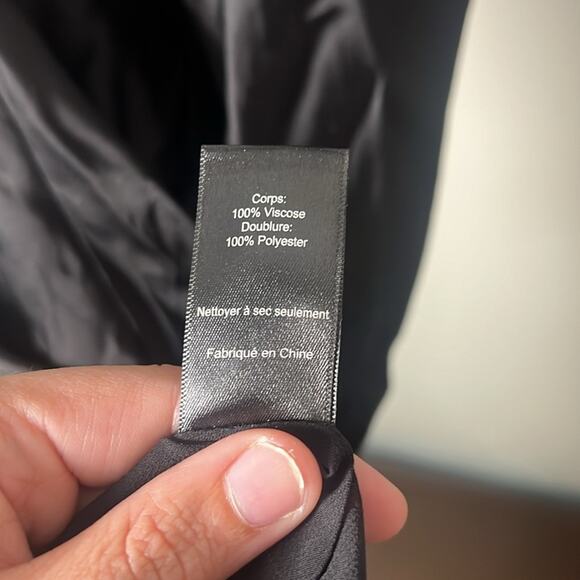 Corps:
100% Viscose
Doublure:
100% Polyester
Nettoyer à sec seulement
Fabriqué en Chine